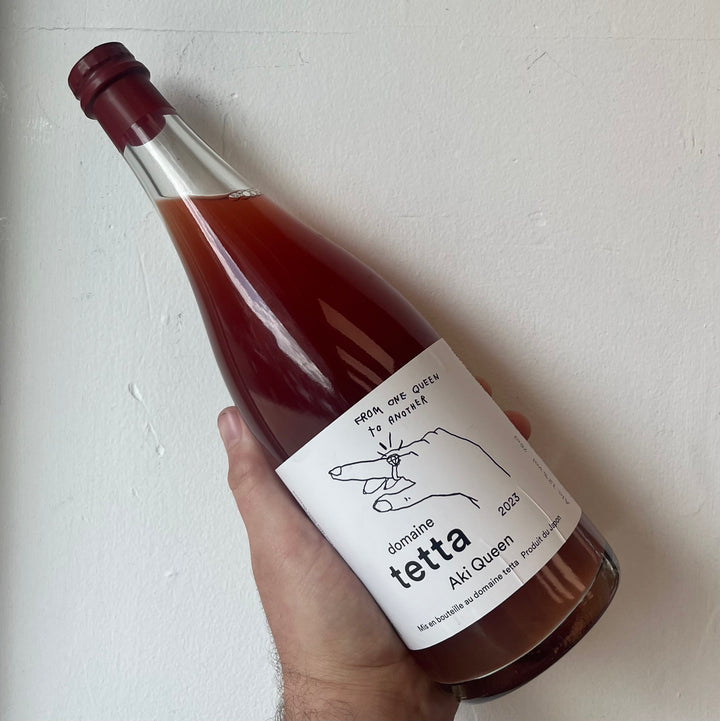 FROM ONE QUEEN
to ANOTHER
domaine
tetta
2023
Aki Queen
Mis en bouteille au domaine tetta Produit du Japon